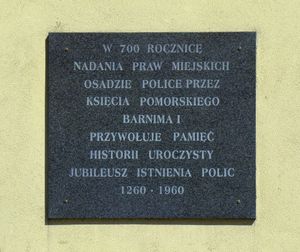 W 700 ROCZNICĘ
NADANIA PRAW MIEJSKICH
OSADZIE POLICE PRZEZ
KSIĘCIA POMORSKIEGO
BARNIMA I
PRZYWOŁUJE PAMIĘĆ
HISTORII UROCZYSTY
JUBILEUSZ ISTNIENIA POLIC
1260 · 1960